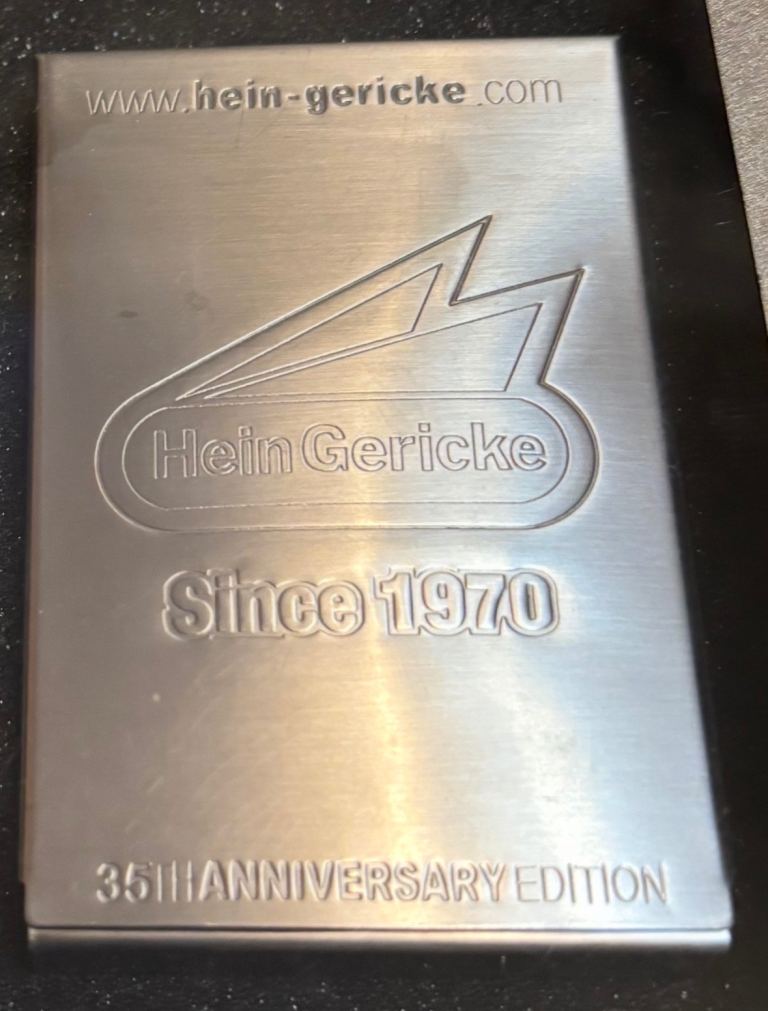 www.hein-gericke.com
Hein Gericke
Since 1970
35TH ANNIVERSARY EDITION